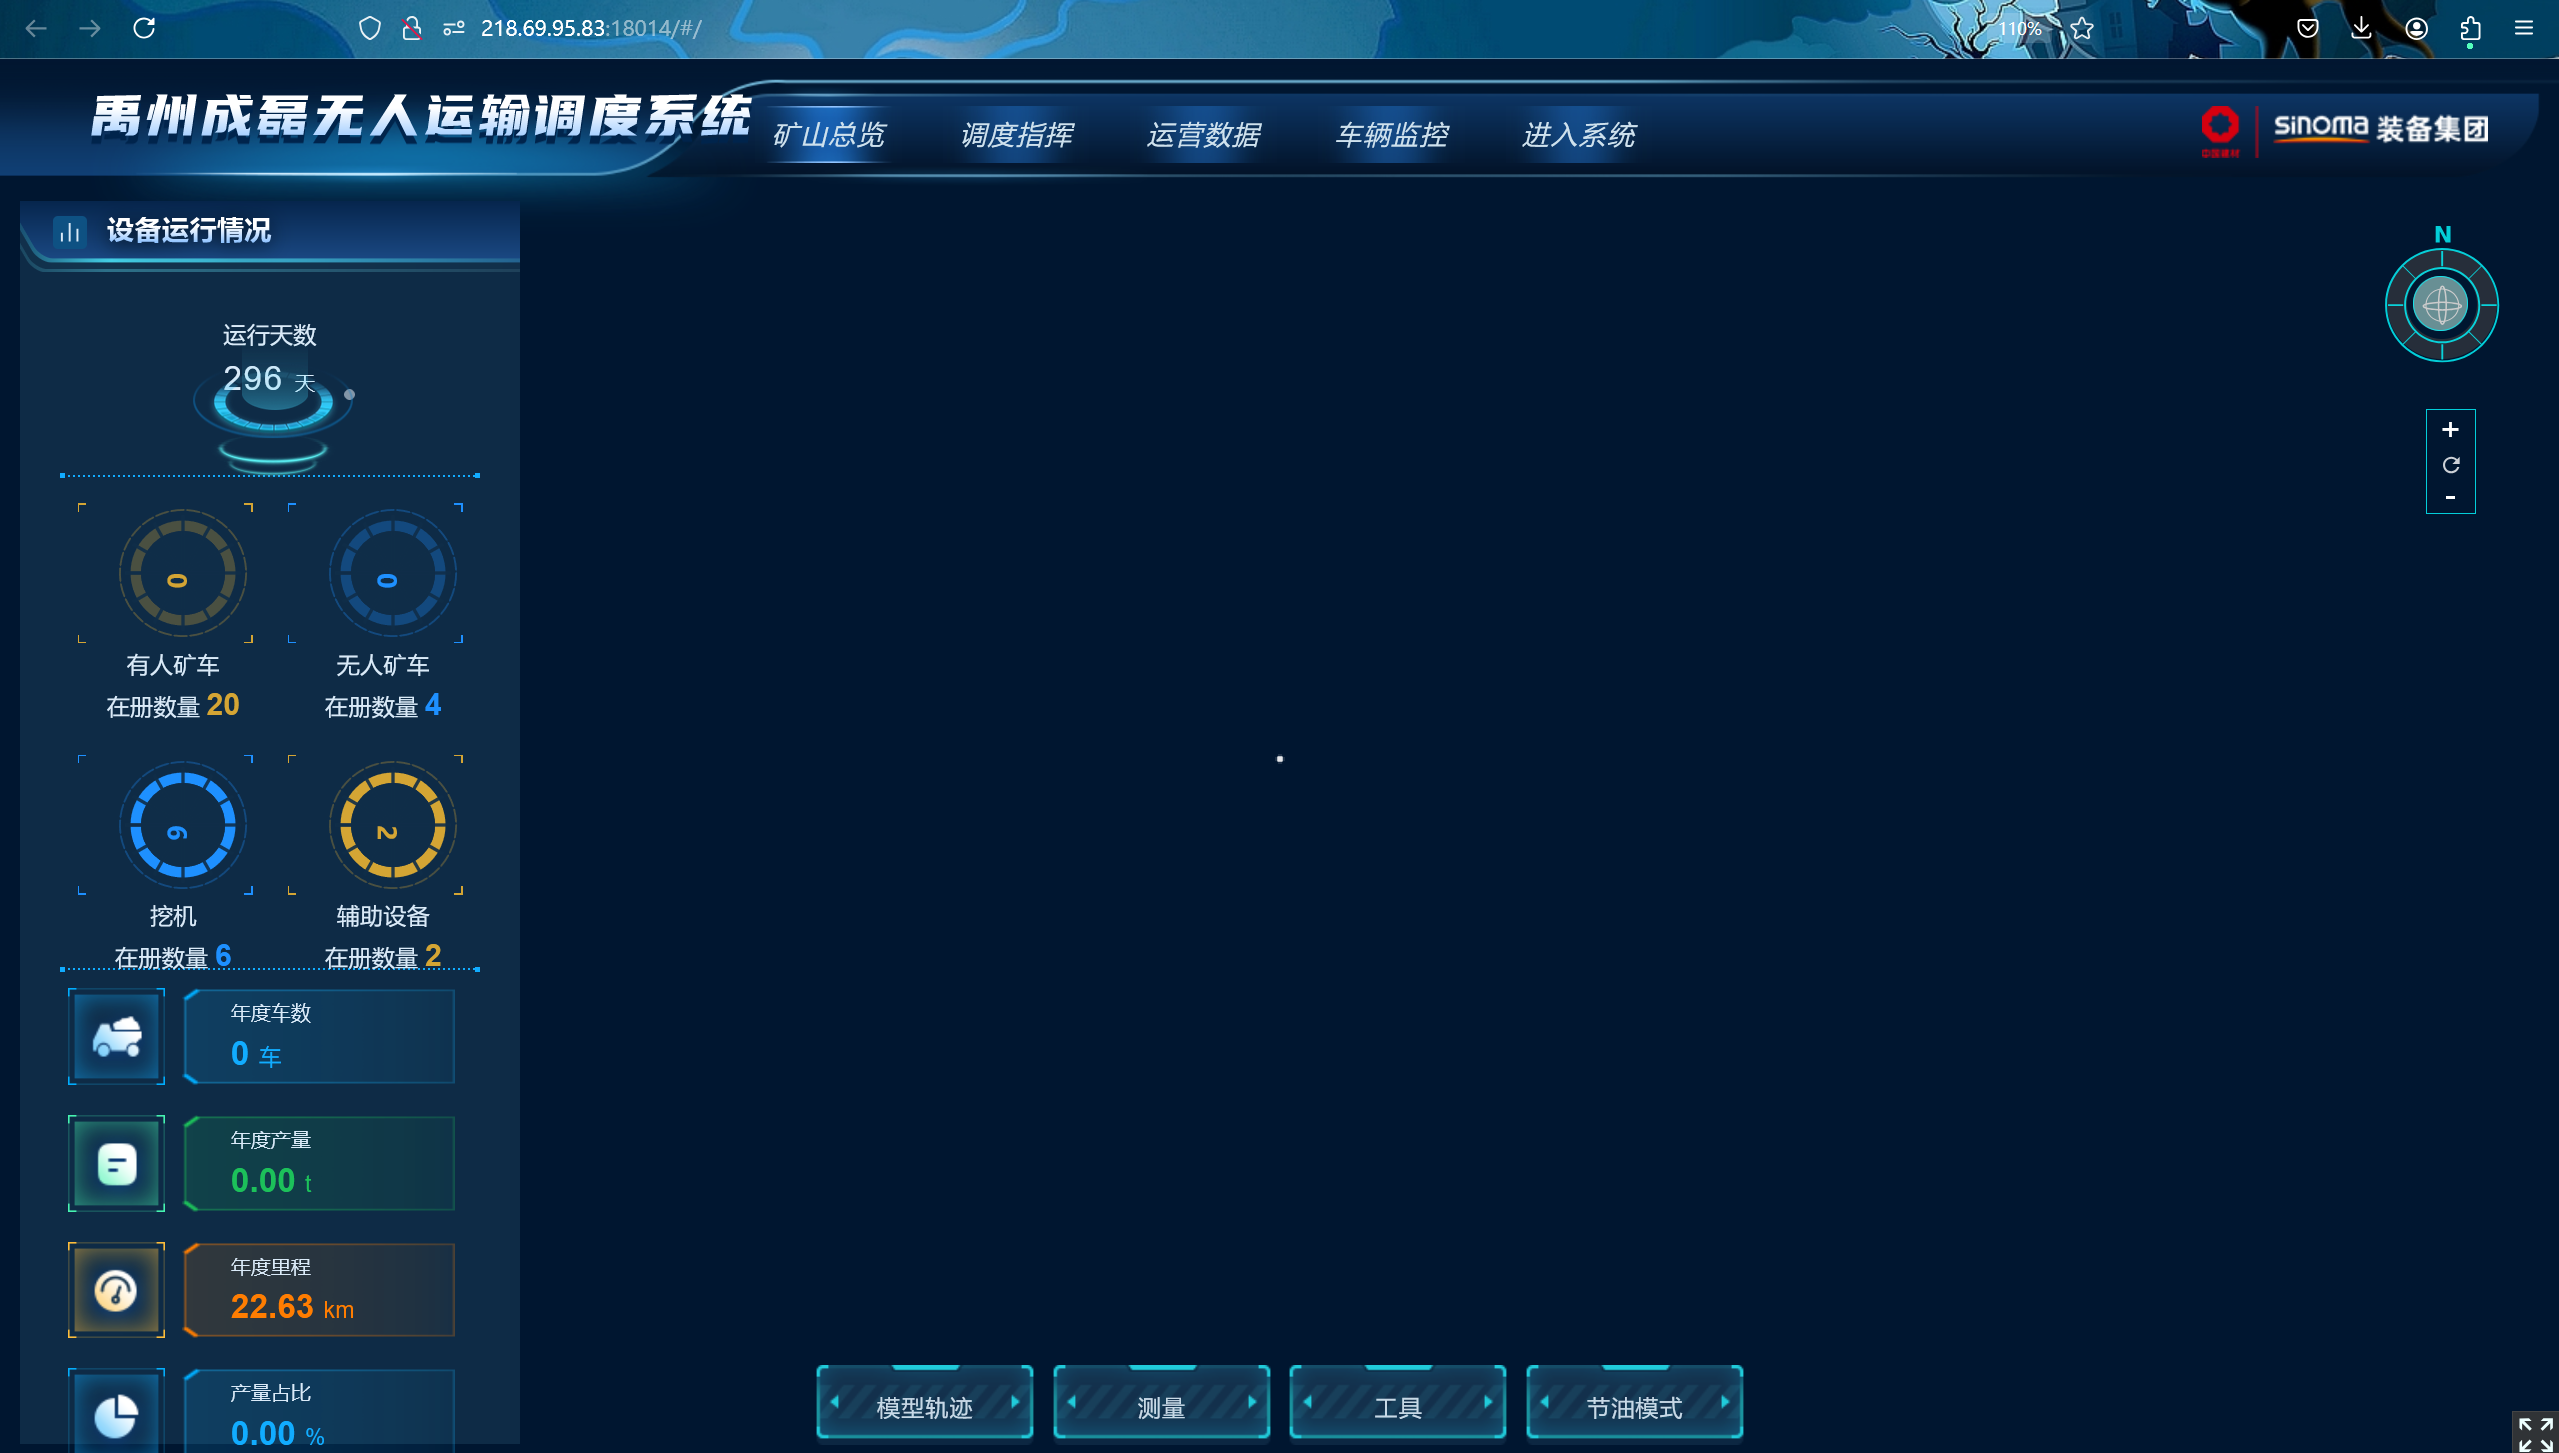 218.69.95.83:18014/#/
110%
禹州成磊无人运输调度系统
矿山总览
调度指挥
运营数据
车辆监控
进入系统
中国建材
sinoma 装备集团
设备运行情况
运行天数
296 天
0
0
有人矿车
无人矿车
在册数量 20
在册数量 4
6
2
挖机
辅助设备
在册数量 6
在册数量 2
年度车数
0 车
年度产量
0.00 t
年度里程
22.63 km
产量占比
0.00 %
N
+
-
模型轨迹
测量
工具
节油模式